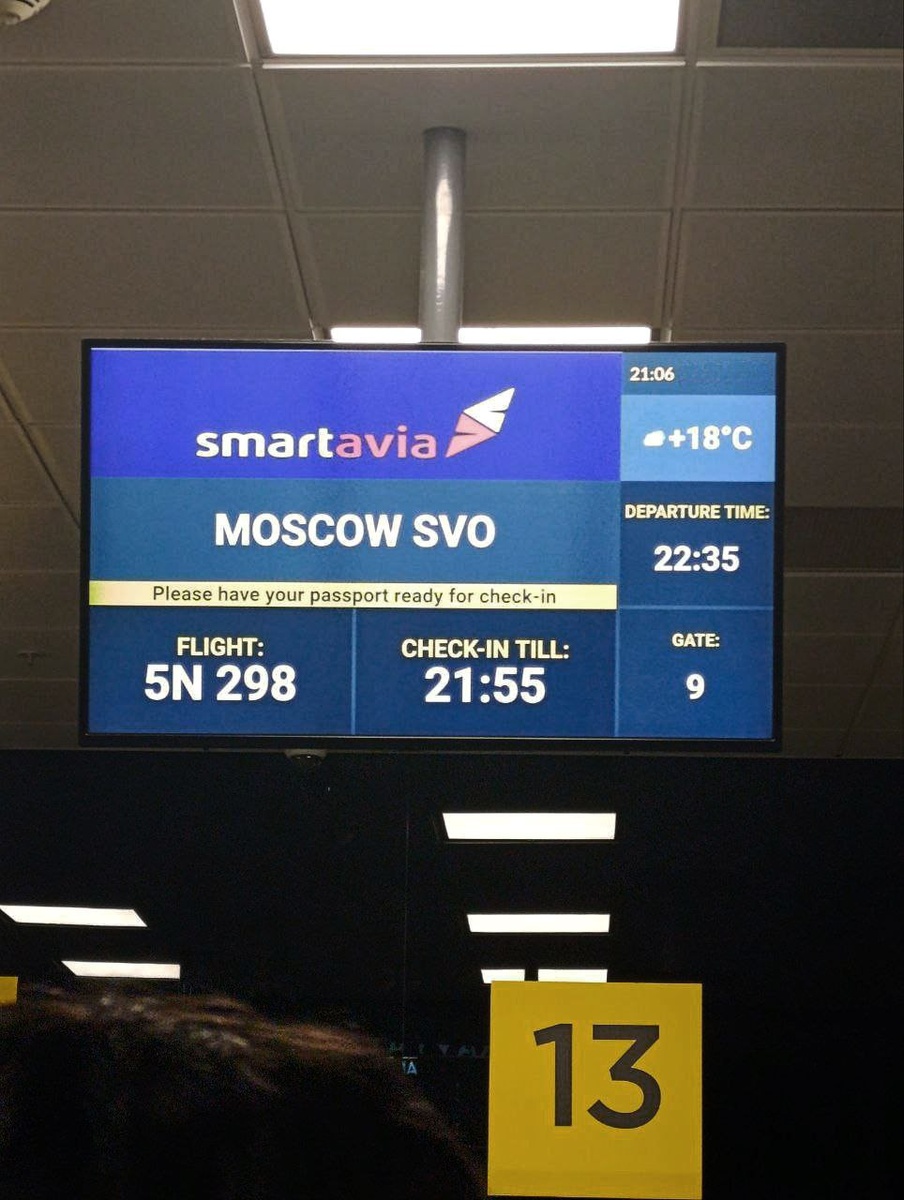 smartavia
21:06
+18°C
MOSCOW SVO
DEPARTURE TIME:
22:35
Please have your passport ready for check-in
FLIGHT:
5N 298
CHECK-IN TILL:
21:55
GATE:
9
13